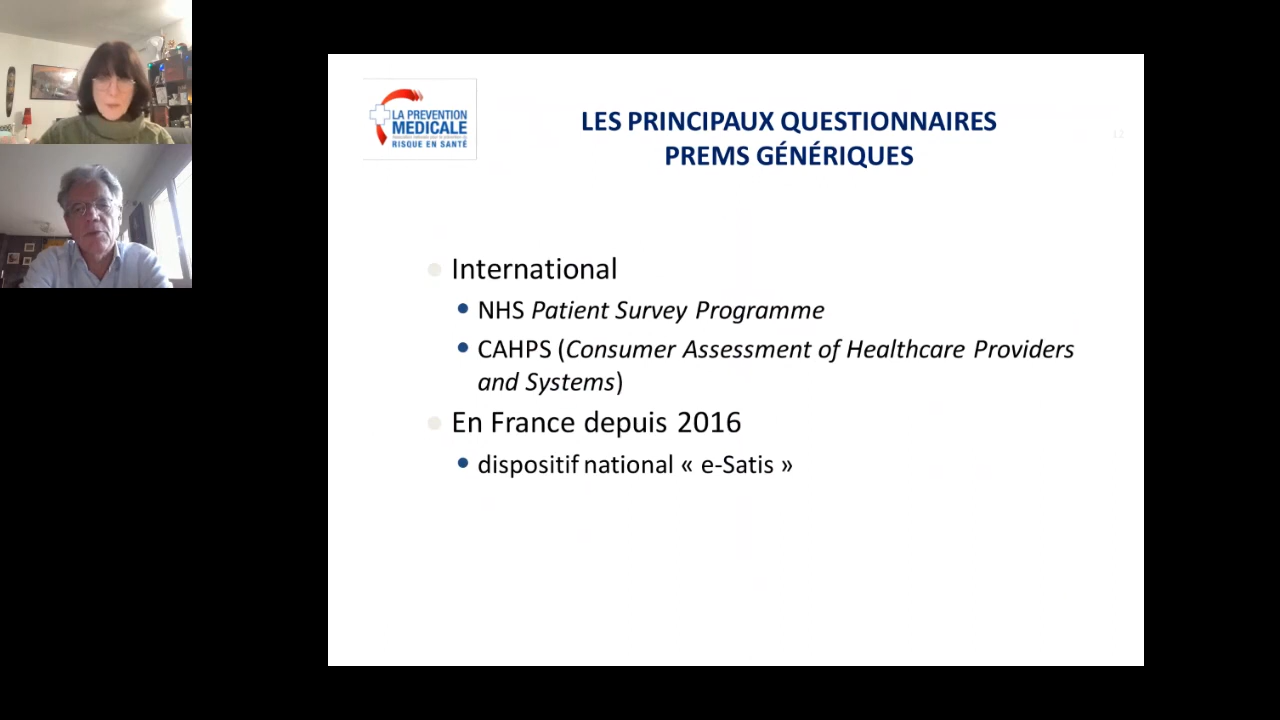 LA PREVENTION
MEDICALE
RISQUE EN SANTÉ
LES PRINCIPAUX QUESTIONNAIRES
PREMS GÉNÉRIQUES
12
International
NHS Patient Survey Programme
CAHPS (Consumer Assessment of Healthcare Providers
and Systems)
En France depuis 2016
dispositif national « e-Satis »